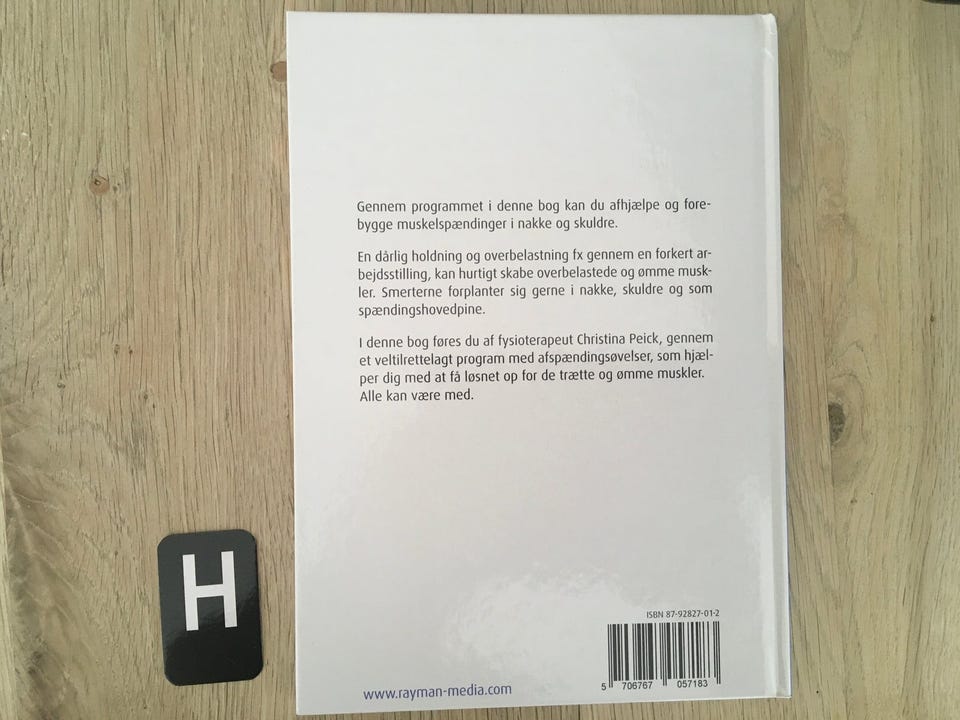 Gennem programmet i denne bog kan du afhjælpe og fore-
bygge muskelspændinger i nakke og skuldre.
En dårlig holdning og overbelastning fx gennem en forkert ar-
bejdsstilling, kan hurtigt skabe overbelastede og ømme musk-
ler. Smerterne forplanter sig gerne i nakke, skuldre og som
spændingshovedpine.
I denne bog føres du af fysioterapeut Christina Peick, gennem
et veltilrettelagt program med afspændingsøvelser, som hjæl-
per dig med at få løsnet op for de trætte og ømme muskler.
Alle kan være med.
H
ISBN 87-92827-01-2
5 706767 057183
www.rayman-media.com